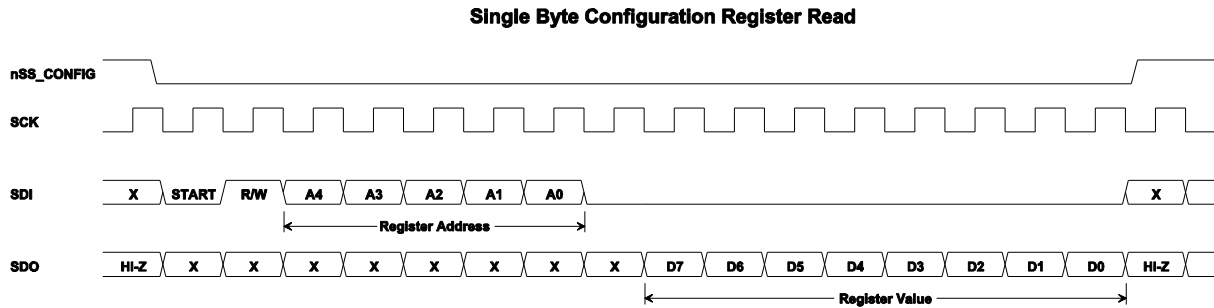 Single Byte Configuration Register Read
nSS_CONFIG
SCK
SDI X START R/W A4 A3 A2 A1 A0 X
Register Address
SDO HI-Z X X X X X X X X D7 D6 D5 D4 D3 D2 D1 D0 HI-Z
Register Value